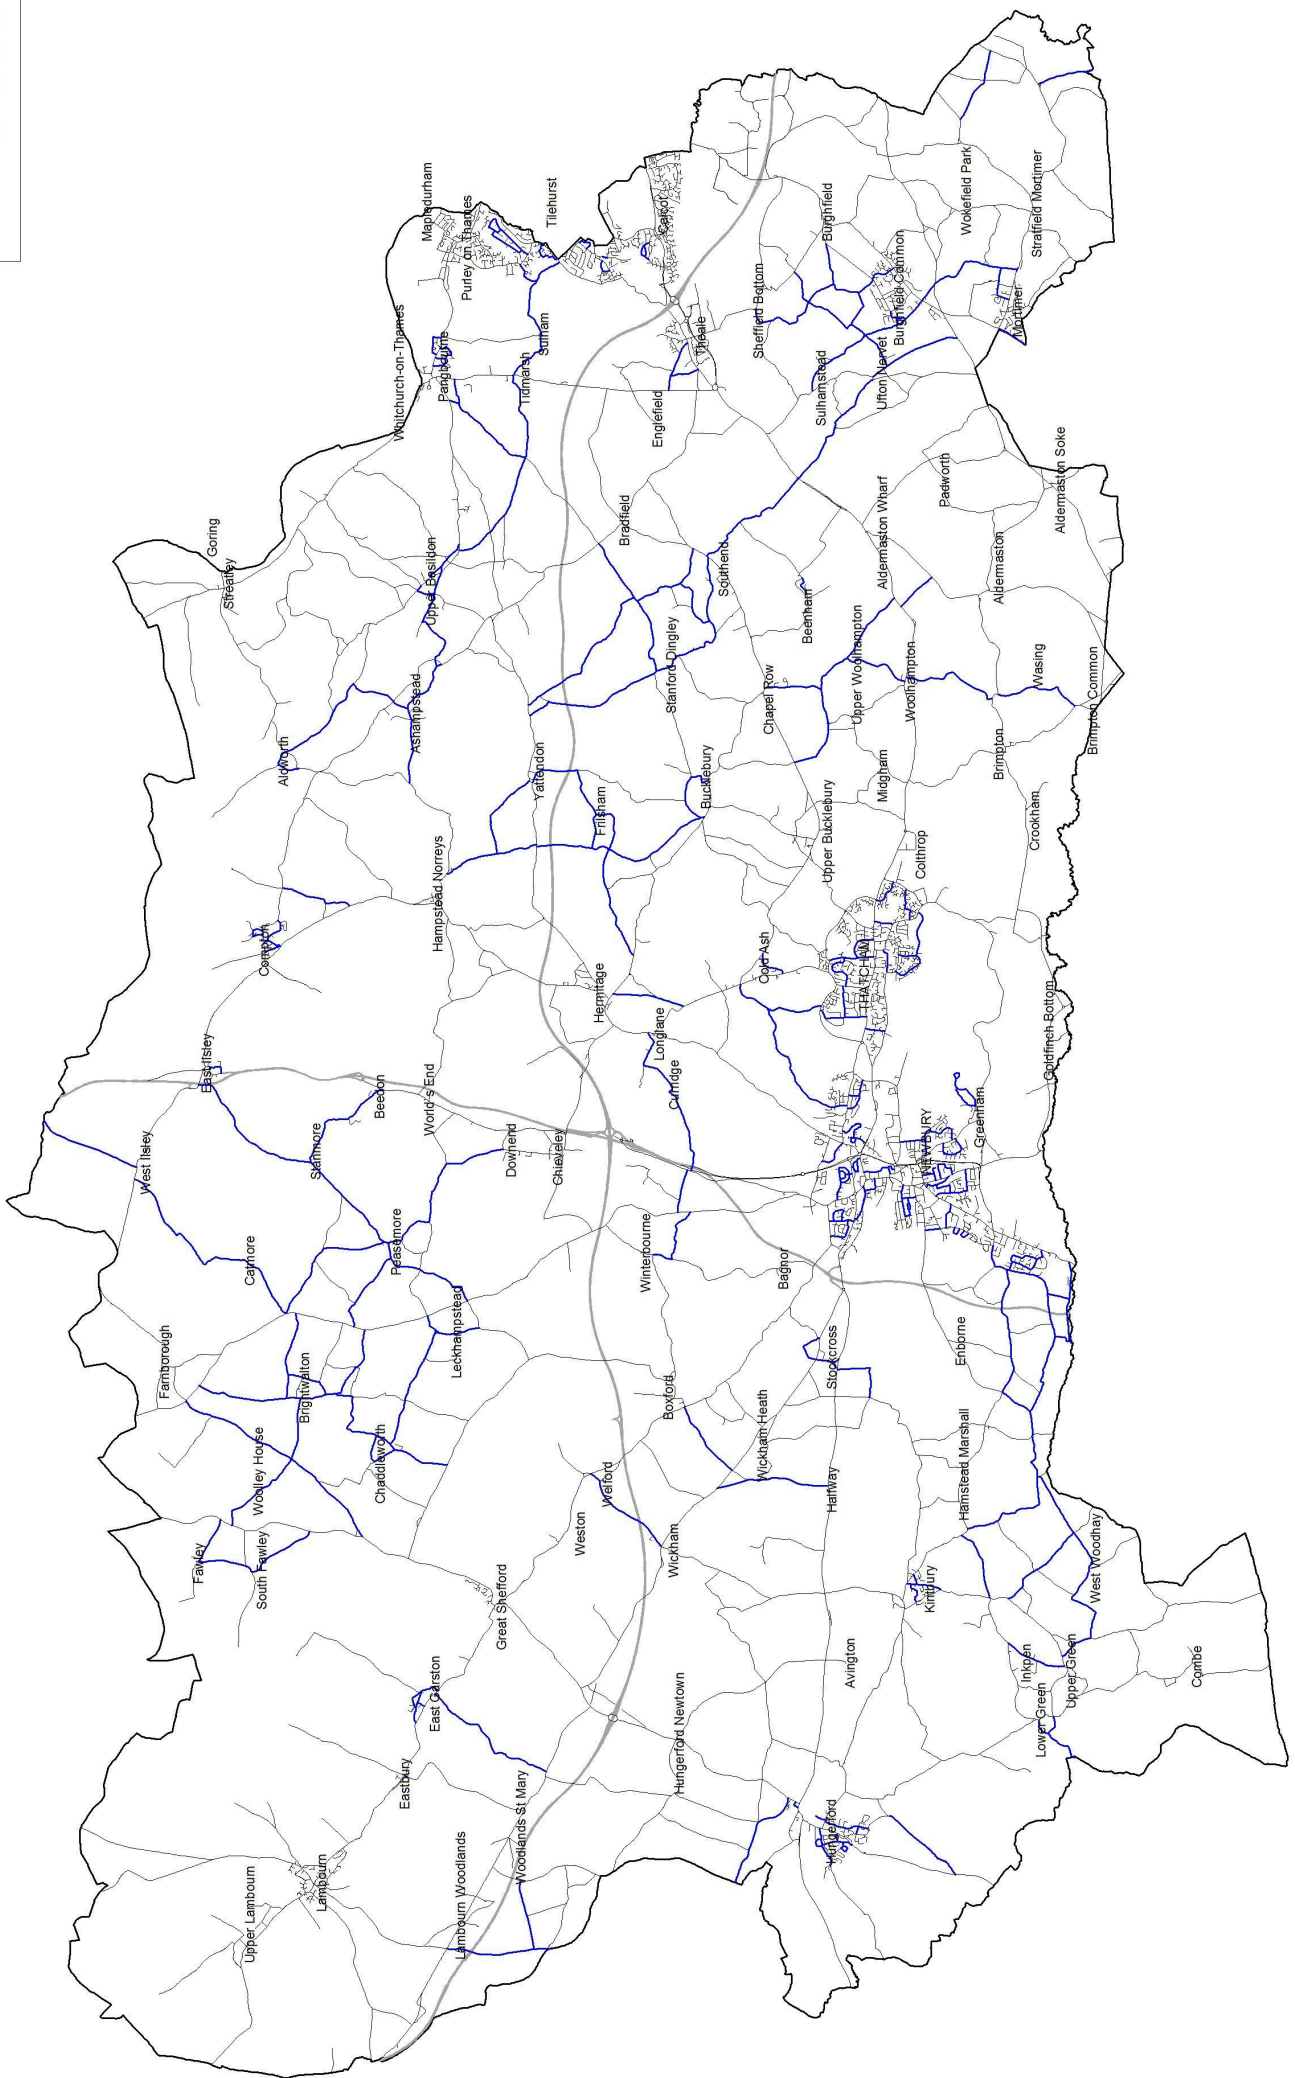 Mapledurham
Purley on Thames
Tilehurst
Whitchurch-on-Thames
Pangbourne
Tidmarsh
Sulham
Calcot
Theale
Englefield
Sheffield Bottom
Burghfield
Sulhamstead
Ufton Nervet
Burghfield Common
Wokefield Park
Stratfield Mortimer
Mortimer
Goring
Streatley
Upper Basildon
Bradfield
Southend
Beenham
Aldermaston Wharf
Padworth
Aldermaston
Aldermaston Soke
Aldworth
Ashampstead
Yattendon
Frilsham
Stanford Dingley
Bucklebury
Chapel Row
Upper Woolhampton
Woolhampton
Midgham
Upper Bucklebury
Brimpton
Wasing
Brimpton Common
Crookham
Colthrop
Compton
Hampstead Norreys
Hermitage
Cold Ash
THATCHAM
Longlane
Curridge
Goldfinch Bottom
East Ilsley
Beedon
World's End
West Ilsley
Stanmore
Downend
Chieveley
NEWBURY
Greenham
Catmore
Peasemore
Winterbourne
Bagnor
Leckhampstead
Farnborough
Brightwalton
Boxford
Stockcross
Enborne
Woolley House
Chaddleworth
Welford
Wickham Heath
Halfway
Hamstead Marshall
Fawley
South Fawley
Weston
Wickham
Great Shefford
Kintbury
West Woodhay
East Garston
Hungerford Newtown
Avington
Inkpen
Upper Green
Lower Green
Combe
Eastbury
Woodlands St Mary
Hungerford
Lambourn
Upper Lambourn
Lambourn Woodlands